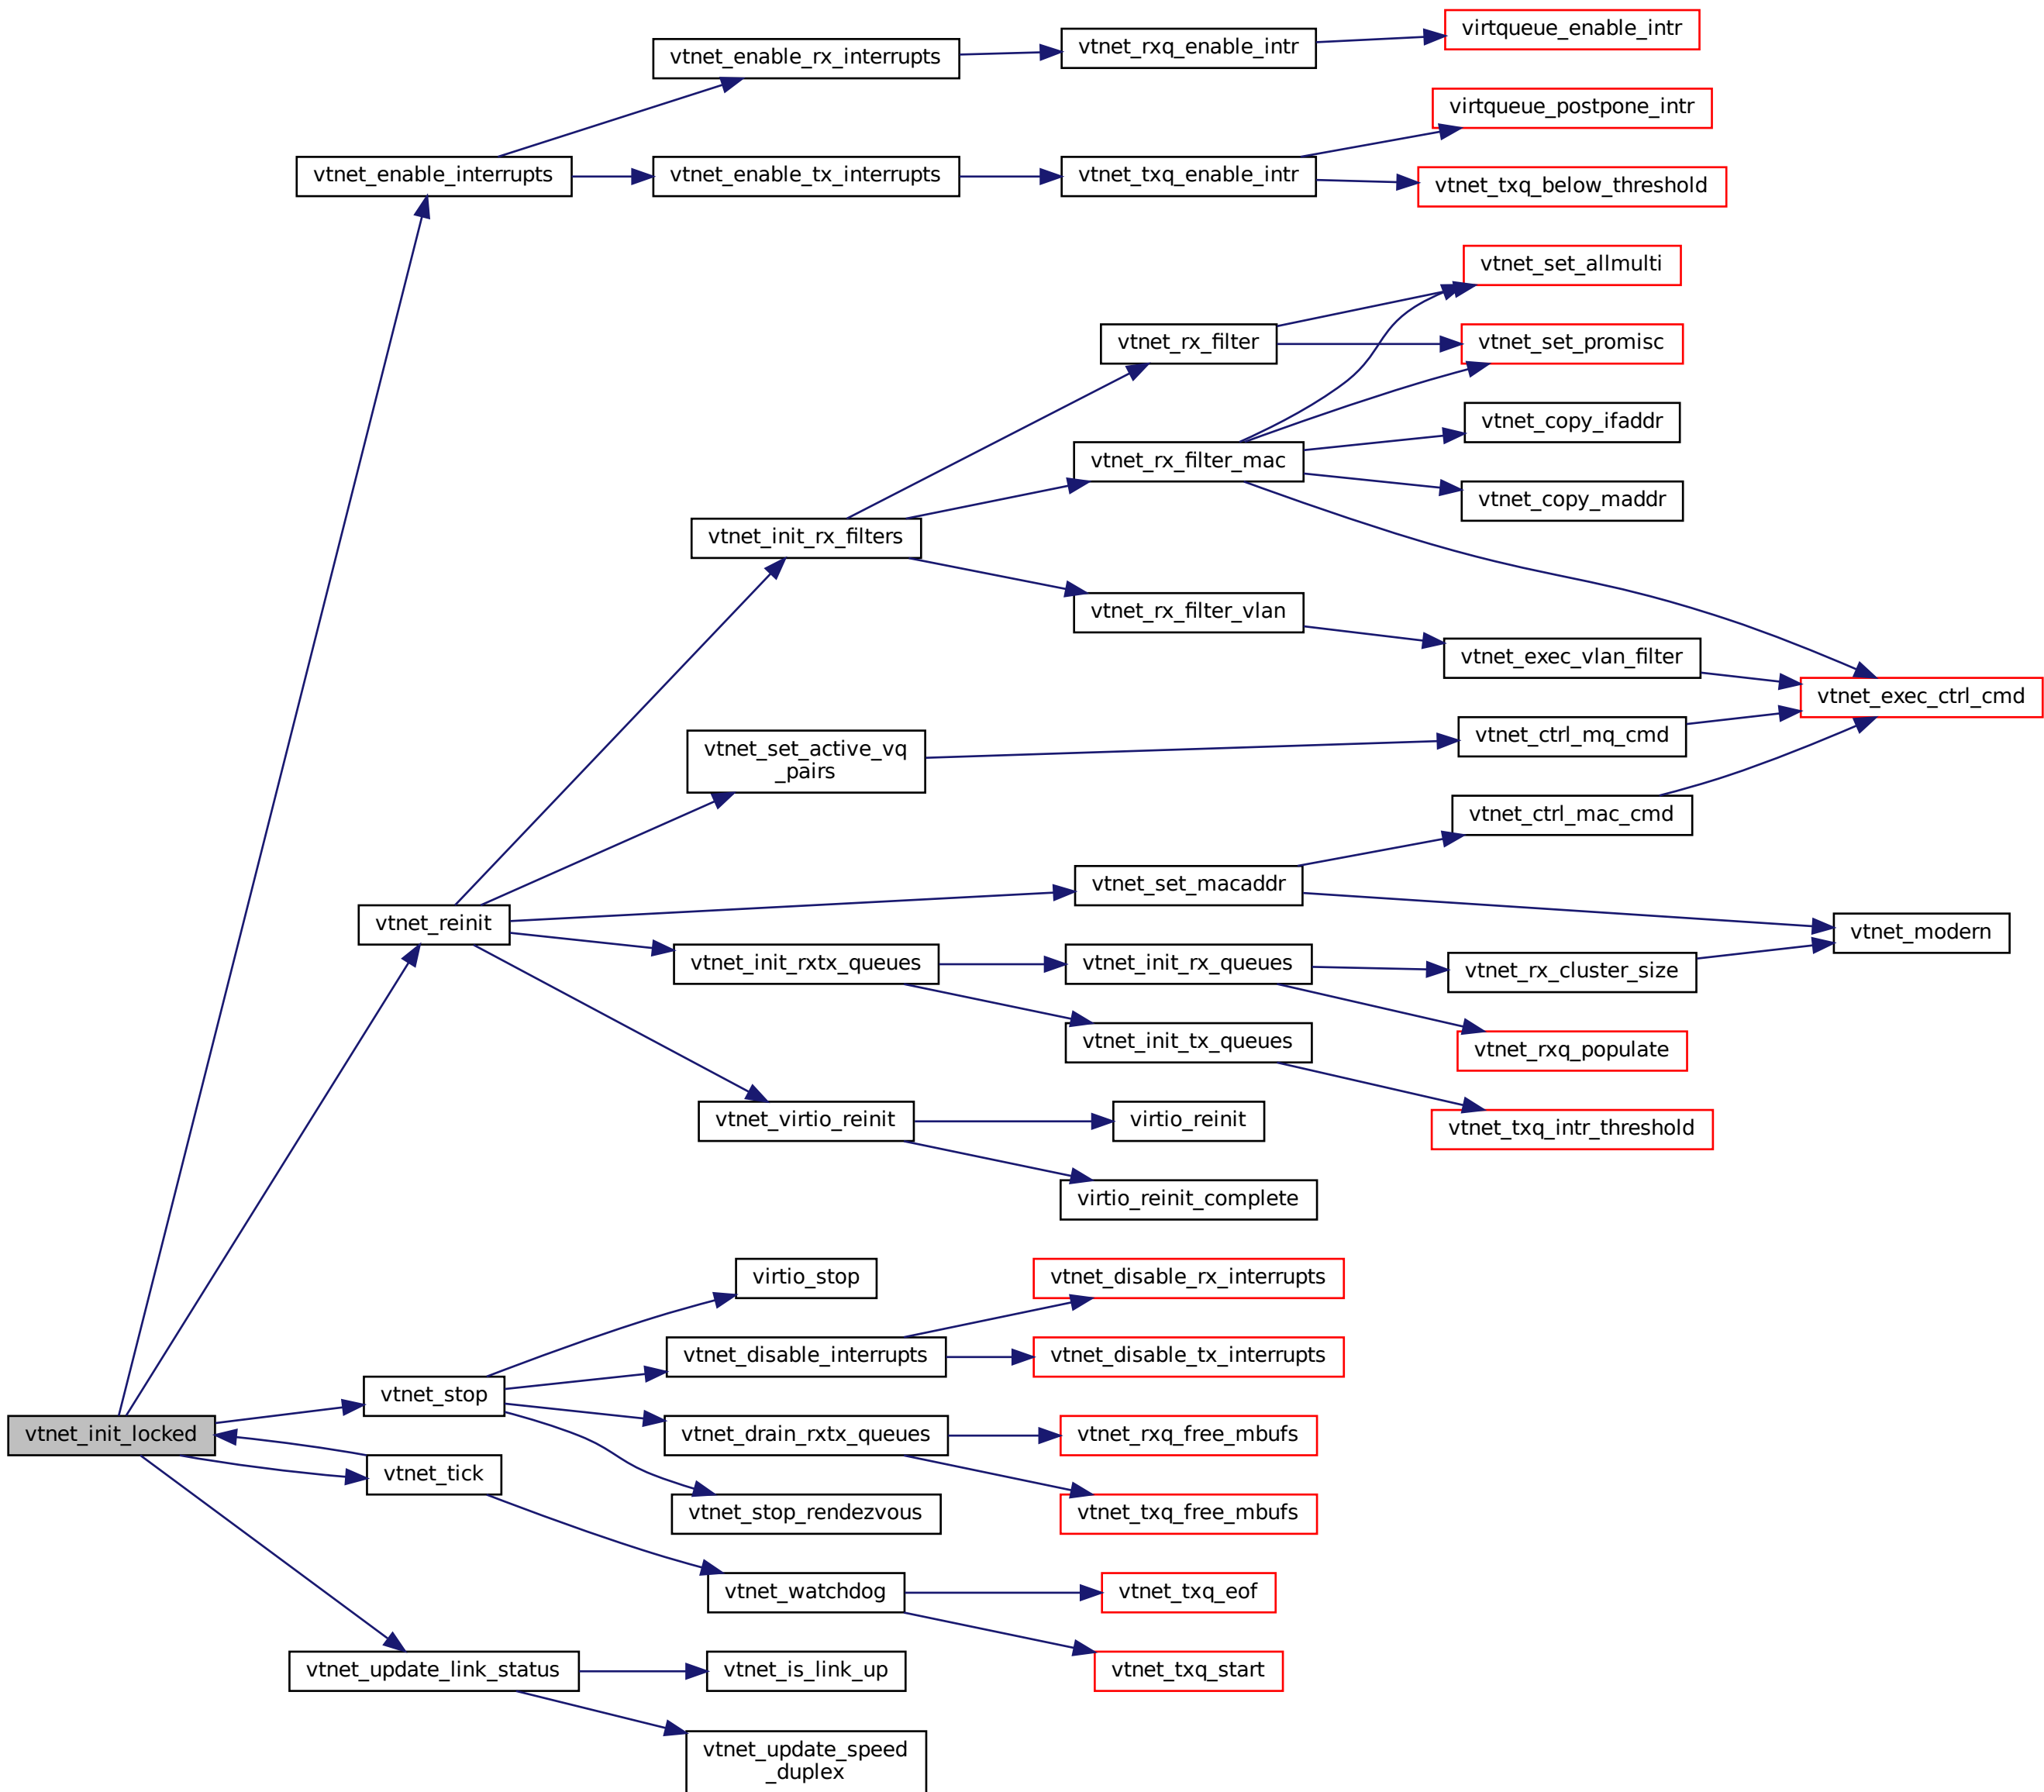 virtqueue_enable_intr
vtnet_rxq_enable_intr
vtnet_enable_rx_interrupts
virtqueue_postpone_intr
vtnet_enable_interrupts
vtnet_enable_tx_interrupts
vtnet_txq_enable_intr
vtnet_txq_below_threshold
vtnet_set_allmulti
vtnet_rx_filter
vtnet_set_promisc
vtnet_copy_ifaddr
vtnet_rx_filter_mac
vtnet_copy_maddr
vtnet_init_rx_filters
vtnet_rx_filter_vlan
vtnet_exec_vlan_filter
vtnet_exec_ctrl_cmd
vtnet_set_active_vq
_pairs
vtnet_ctrl_mq_cmd
vtnet_ctrl_mac_cmd
vtnet_set_macaddr
vtnet_reinit
vtnet_modern
vtnet_init_rxtx_queues
vtnet_init_rx_queues
vtnet_rx_cluster_size
vtnet_init_tx_queues
vtnet_rxq_populate
vtnet_virtio_reinit
virtio_reinit
vtnet_txq_intr_threshold
virtio_reinit_complete
virtio_stop
vtnet_disable_rx_interrupts
vtnet_disable_interrupts
vtnet_disable_tx_interrupts
vtnet_stop
vtnet_init_locked
vtnet_drain_rxtx_queues
vtnet_rxq_free_mbufs
vtnet_tick
vtnet_stop_rendezvous
vtnet_txq_free_mbufs
vtnet_watchdog
vtnet_txq_eof
vtnet_update_link_status
vtnet_is_link_up
vtnet_txq_start
vtnet_update_speed
_duplex